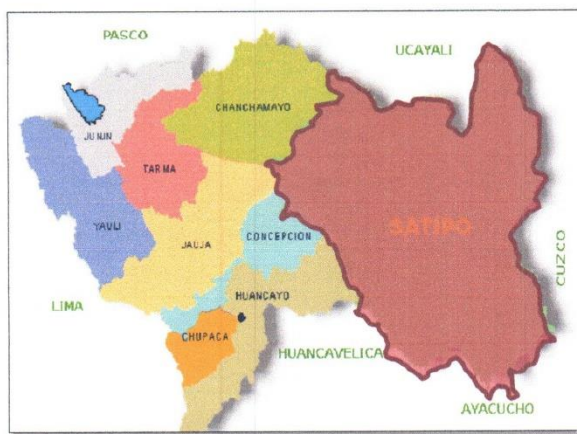 PASCO
UCAYALI
CHANCHAMAYO
JUNIN
TARMA
SATIPO
YAULI
JAUJA
CONCEPCION
CUZCO
LIMA
HUANCAYO
CHUPACA
HUANCAVELICA
AYACUCHO